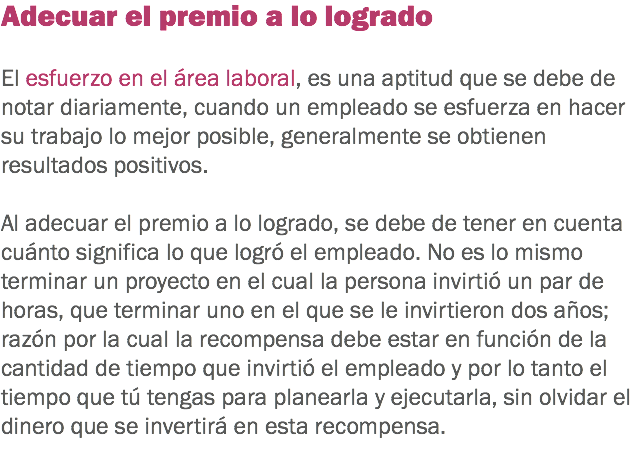 Adecuar el premio a lo logrado
El esfuerzo en el área laboral, es una aptitud que se debe de
notar diariamente, cuando un empleado se esfuerza en hacer
su trabajo lo mejor posible, generalmente se obtienen
resultados positivos.
Al adecuar el premio a lo logrado, se debe de tener en cuenta
cuánto significa lo que logró el empleado. No es lo mismo
terminar un proyecto en el cual la persona invirtió un par de
horas, que terminar uno en el que se le invirtieron dos años;
razón por la cual la recompensa debe estar en función de la
cantidad de tiempo que invirtió el empleado y por lo tanto el
tiempo que tú tengas para planearla y ejecutarla, sin olvidar el
dinero que se invertirá en esta recompensa.